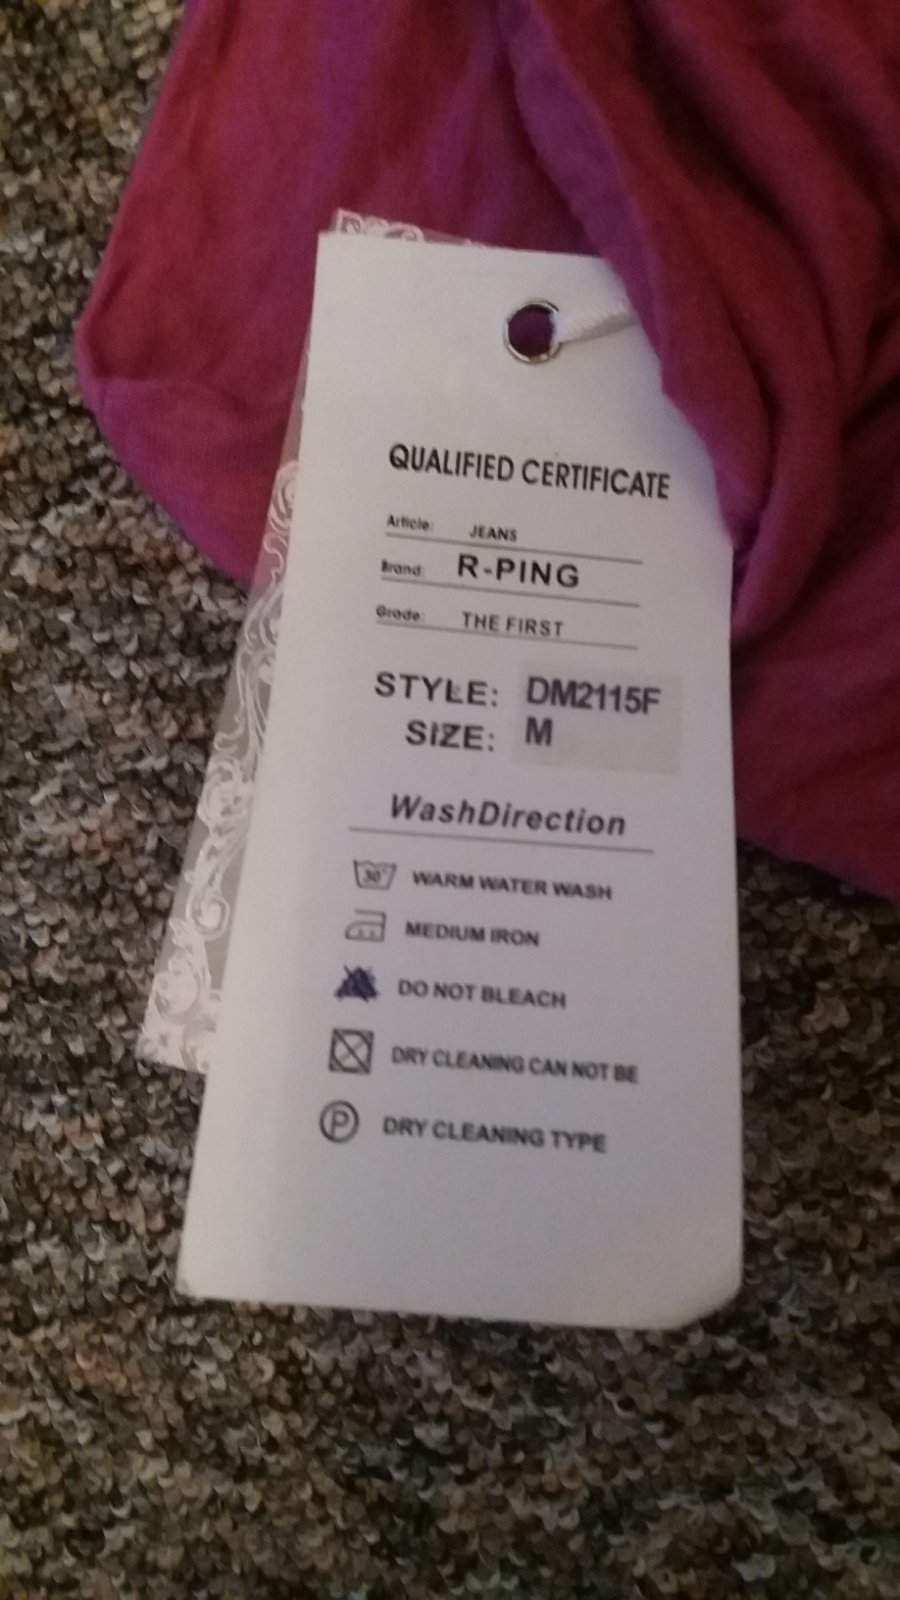 QUALIFIED CERTIFICATE
Article: JEANS
Brand: R-PING
Grade: THE FIRST
STYLE: DM2115F
SIZE: M
WashDirection
30° WARM WATER WASH
MEDIUM IRON
DO NOT BLEACH
DRY CLEANING CAN NOT BE
P DRY CLEANING TYPE